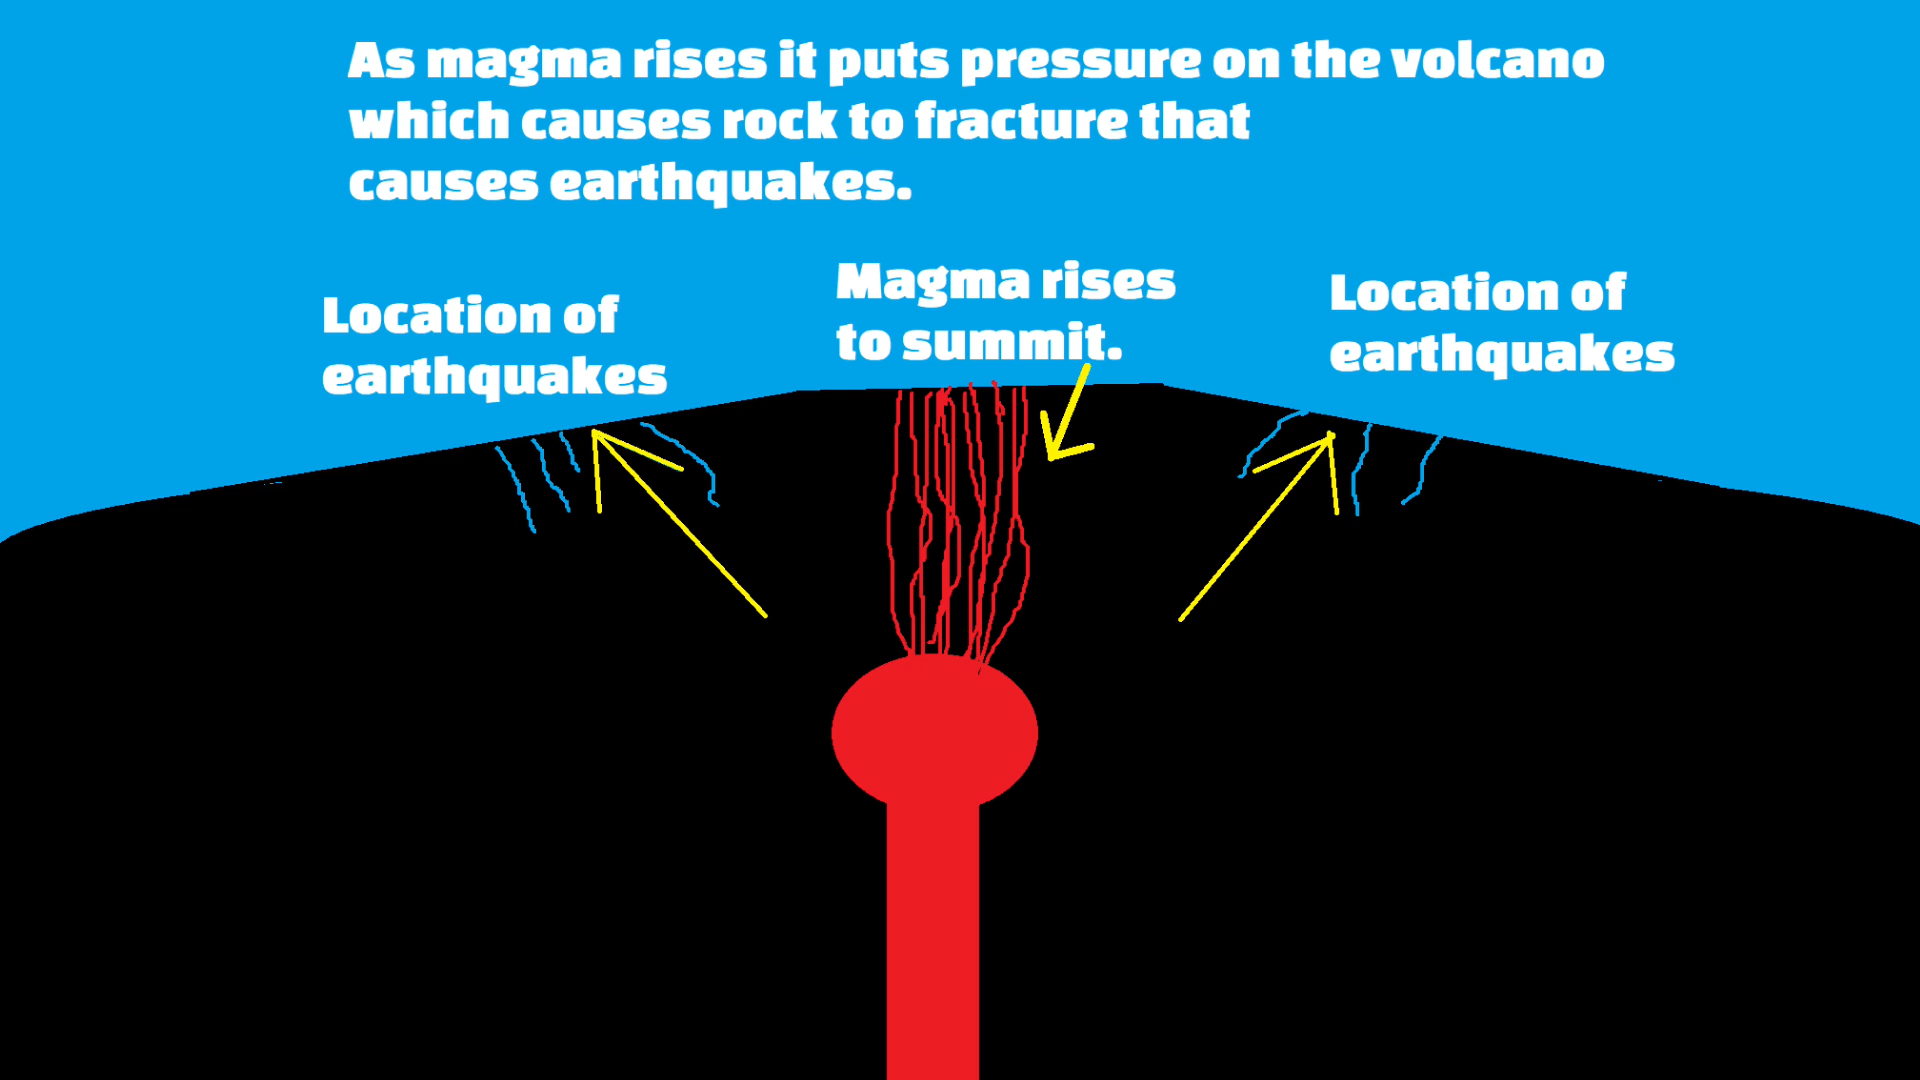 As magma rises it puts pressure on the volcano
which causes rock to fracture that
causes earthquakes.
Location of
earthquakes
Magma rises
to summit.
Location of
earthquakes